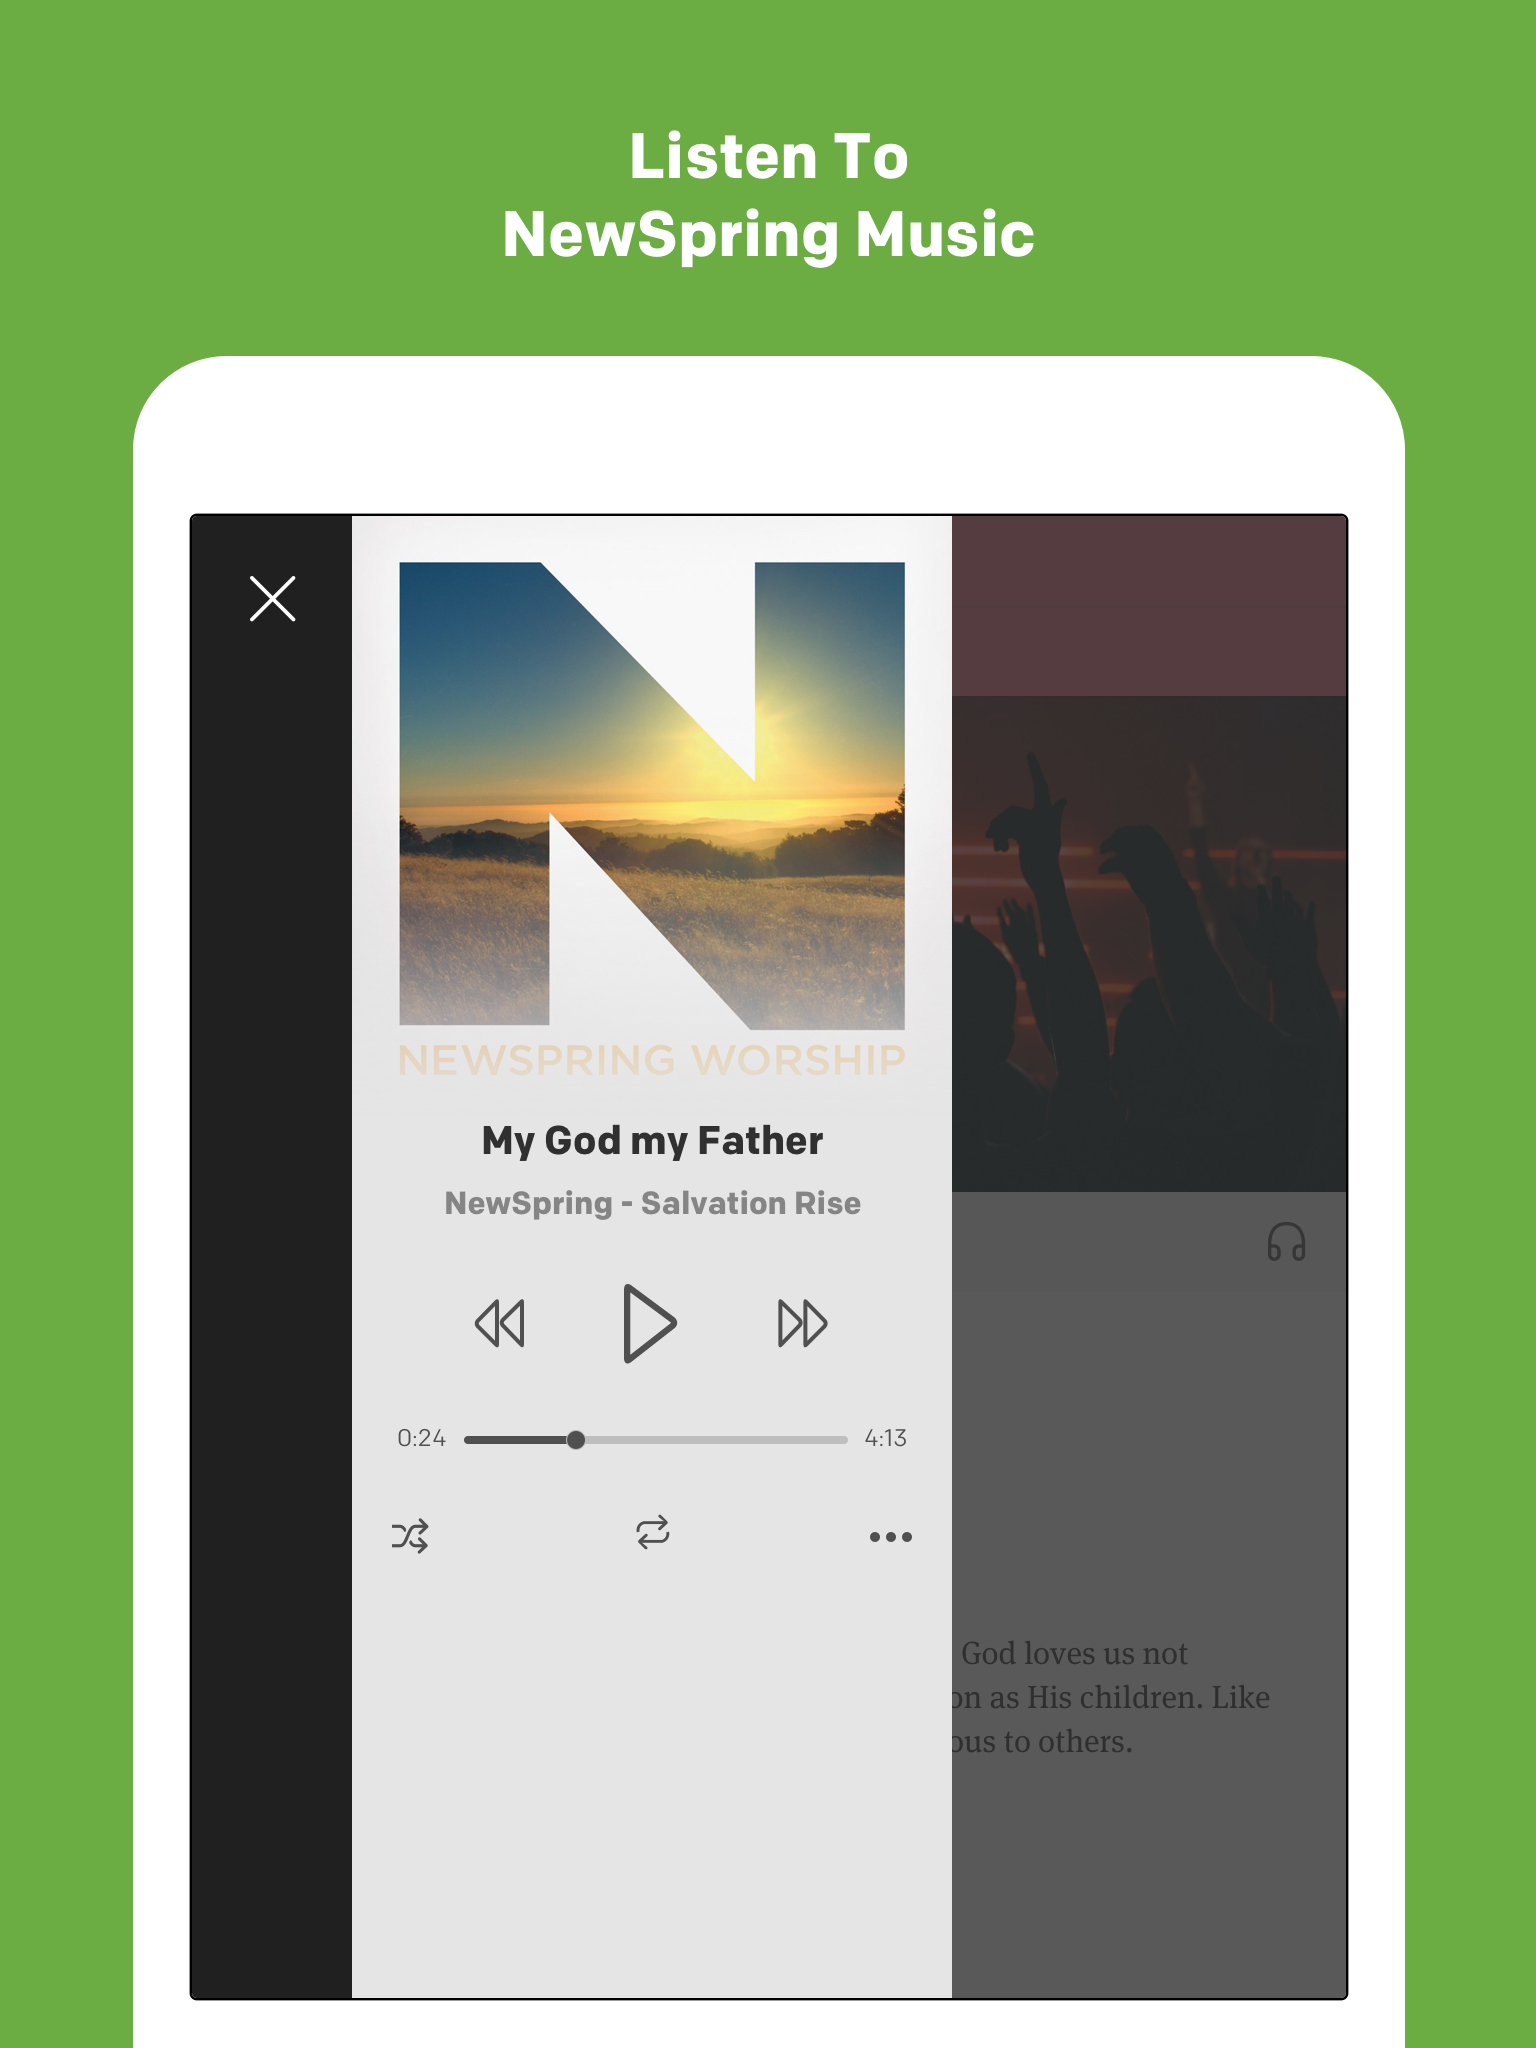 Listen To
NewSpring Music
NEWSPRING WORSHIP
My God my Father
NewSpring - Salvation Rise
0:24
4:13
God loves us not
on as His children. Like
ous to others.